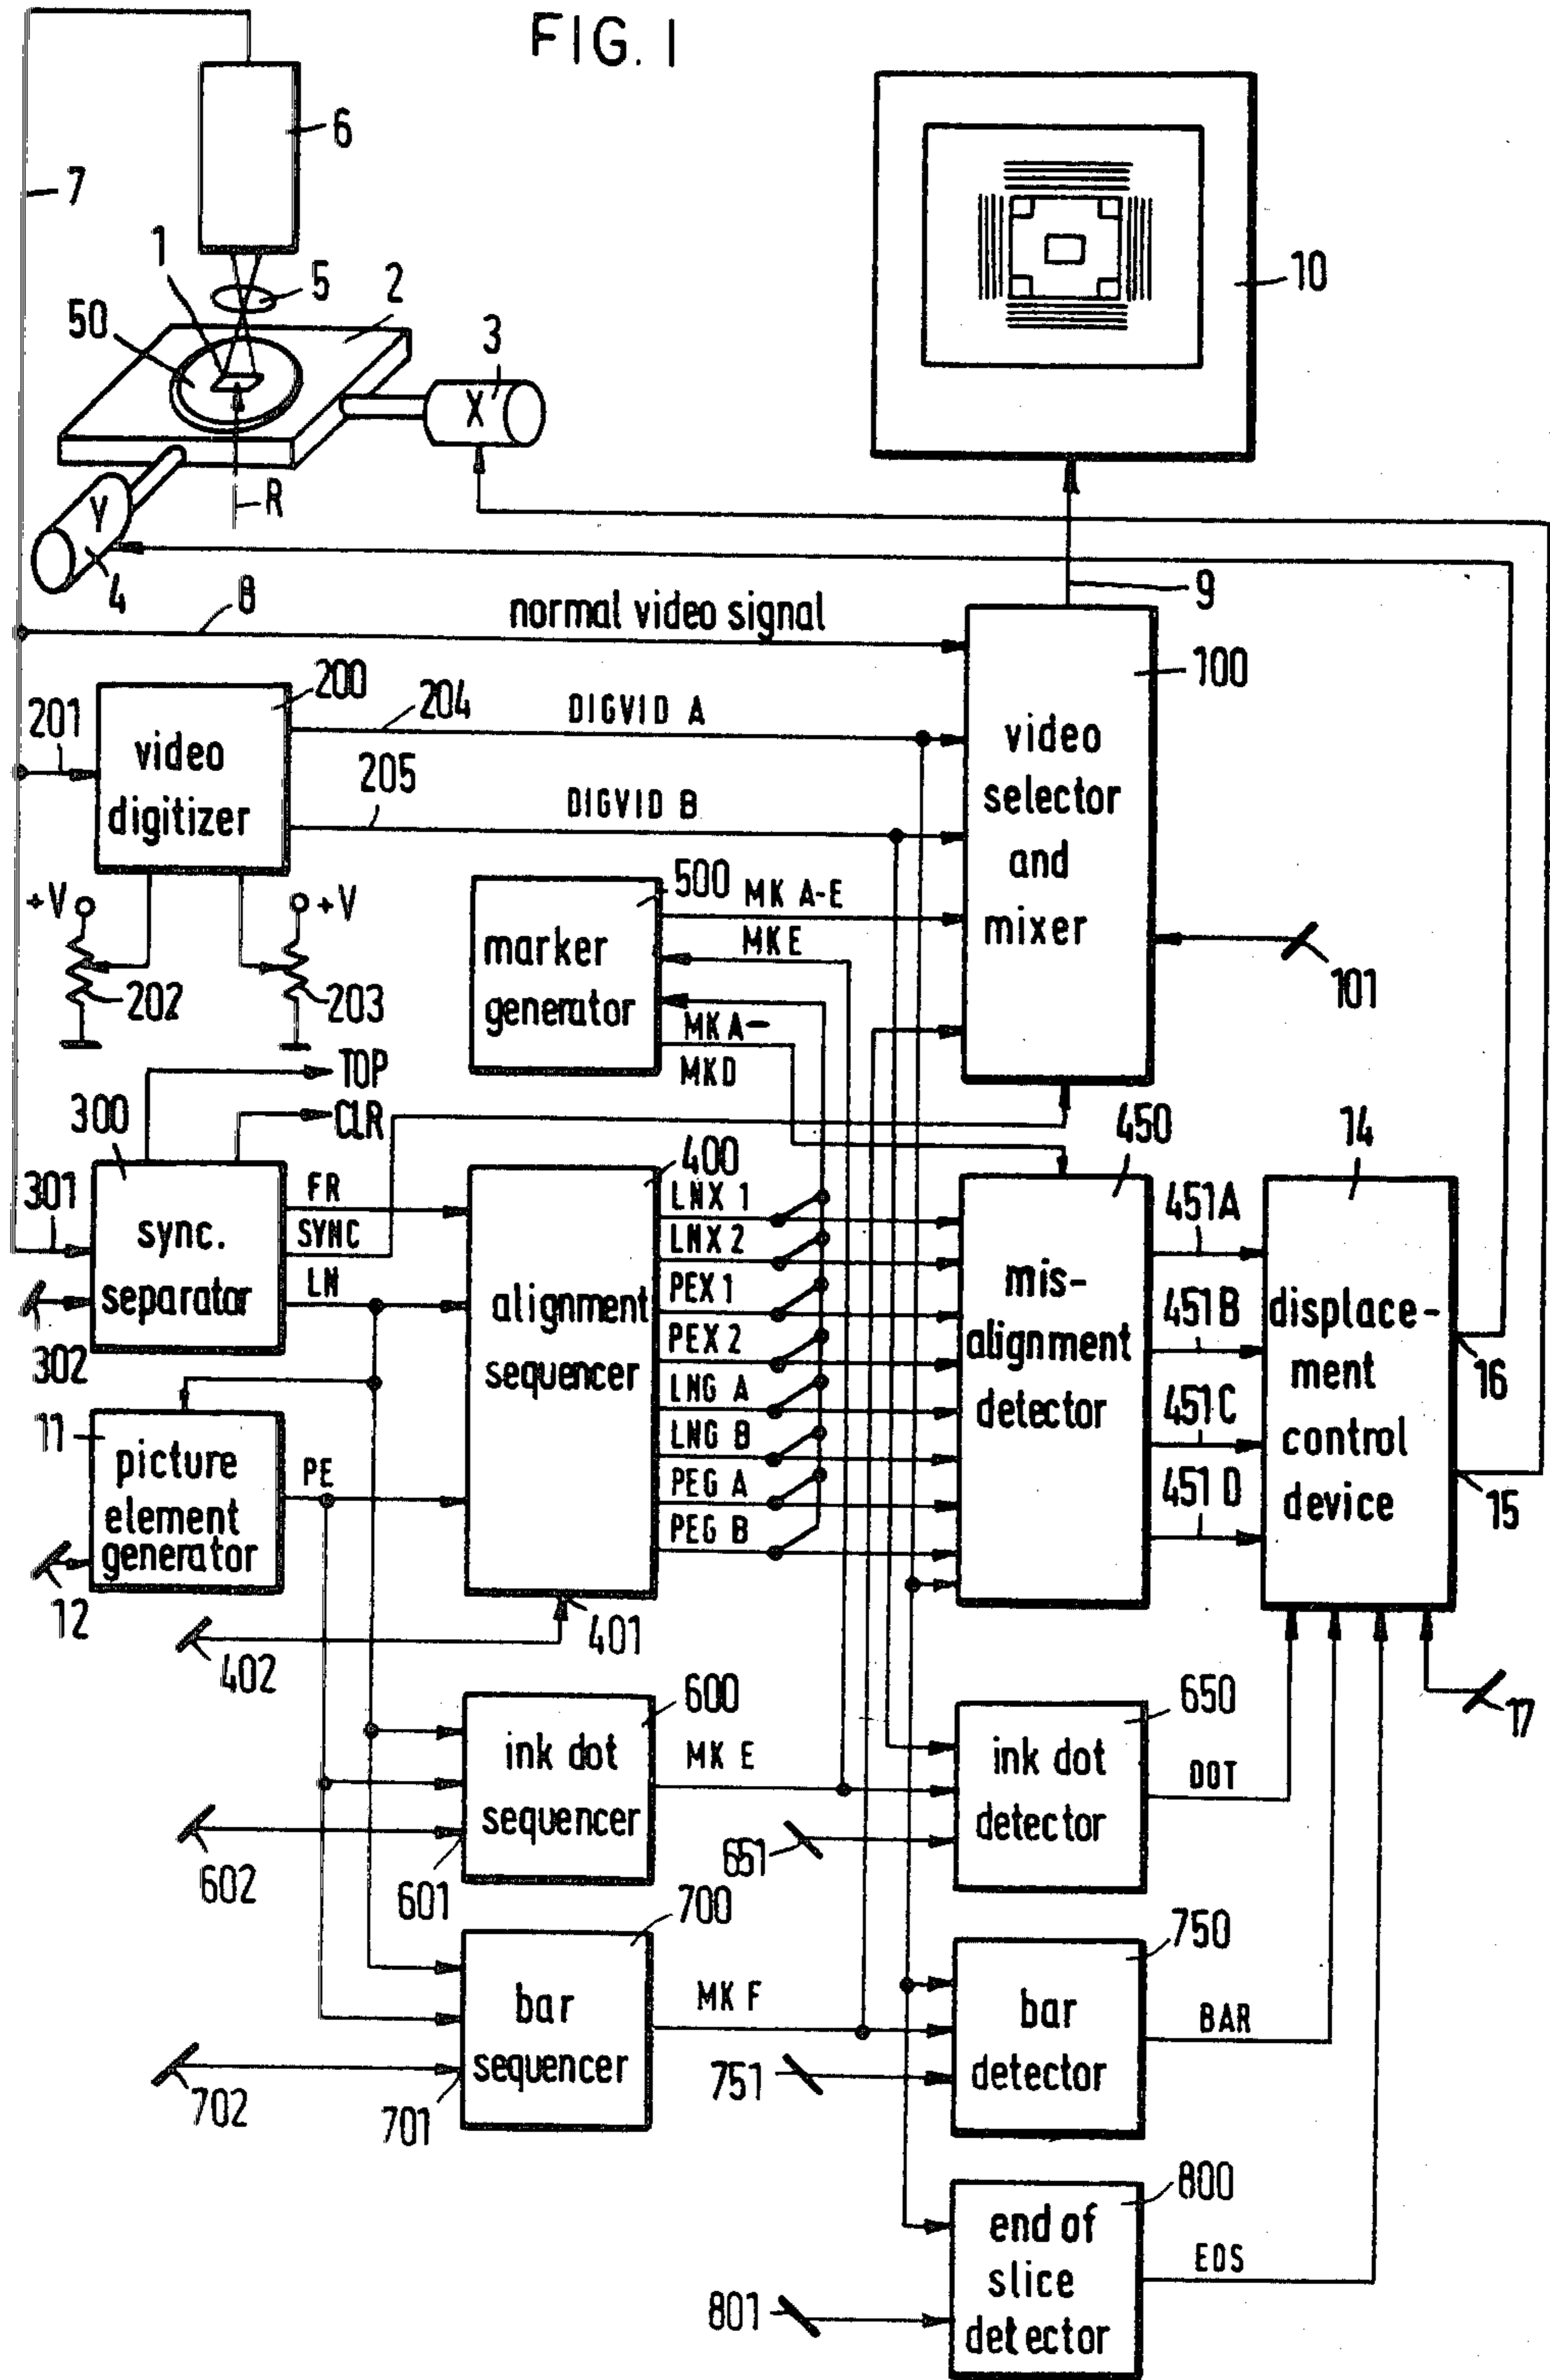 FIG. 1
6
7
1
5
2
50
3
X
10
R
Y
4
9
8
normal video signal
100
200
204
DIGVID A
201
video
digitizer
205
DIGVID B
video
selector
and
mixer
500
MK A-E
+V
+V
MKE
marker
generator
202
203
101
MKA-
MKD
TOP
300
CLR
450
14
400
301
FR
LNX 1
451A
sync.
separator
SYNC
LNX 2
LN
PEX 1
mis-
alignment
detector
451B
displace-
ment
control
device
alignment
sequencer
302
PEX 2
16
11
LNG A
451C
picture
element
generator
PE
LNG B
PEG A
451D
15
PEG B
12
401
402
600
650
17
ink dot
sequencer
MK E
ink dot
detector
DOT
602
601
651
700
750
bar
sequencer
MK F
bar
detector
BAR
702
701
751
800
end of
slice
detector
EOS
801